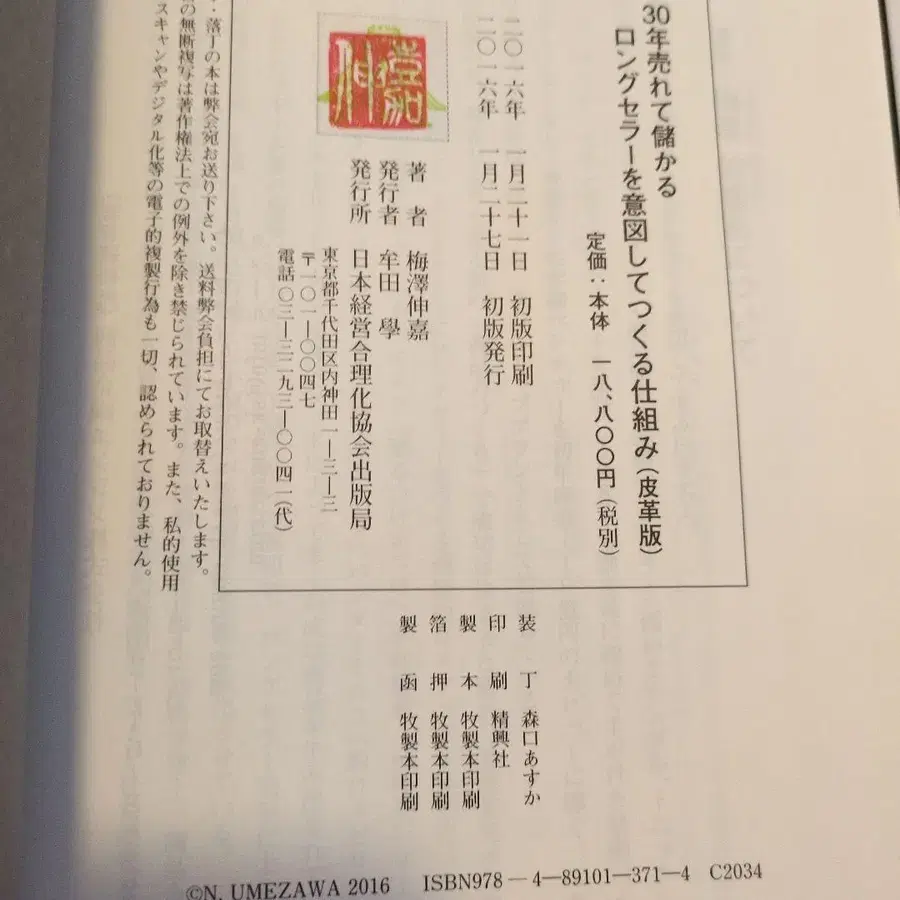 30年売れて儲かる
ロングセラーを意図してつくる仕組み（皮革版）
定価：本体　一八、八〇〇円（税別）
二〇一六年　一月二十一日　初版印刷
二〇一六年　一月二十七日　初版発行
著　者　梅澤伸嘉
発行者　牟田　學
発行所　日本経営合理化協会出版局
東京都千代田区内神田一―三―三
〒一〇一―〇〇四七
電話〇三―三二九三―〇〇四一（代）
伸嘉
・落丁の本は弊会宛お送り下さい。送料弊会負担にてお取替えいたします。
の無断複写は著作権法上での例外を除き禁じられています。また、私的使用
スキャンやデジタル化等の電子的複製行為も一切、認められておりません。
装　丁　森口あすか
印　刷　精興社
製　本　牧製本印刷
箔　押　牧製本印刷
製　函　牧製本印刷
©N. UMEZAWA 2016　ISBN978―4―89101―371―4　C2034